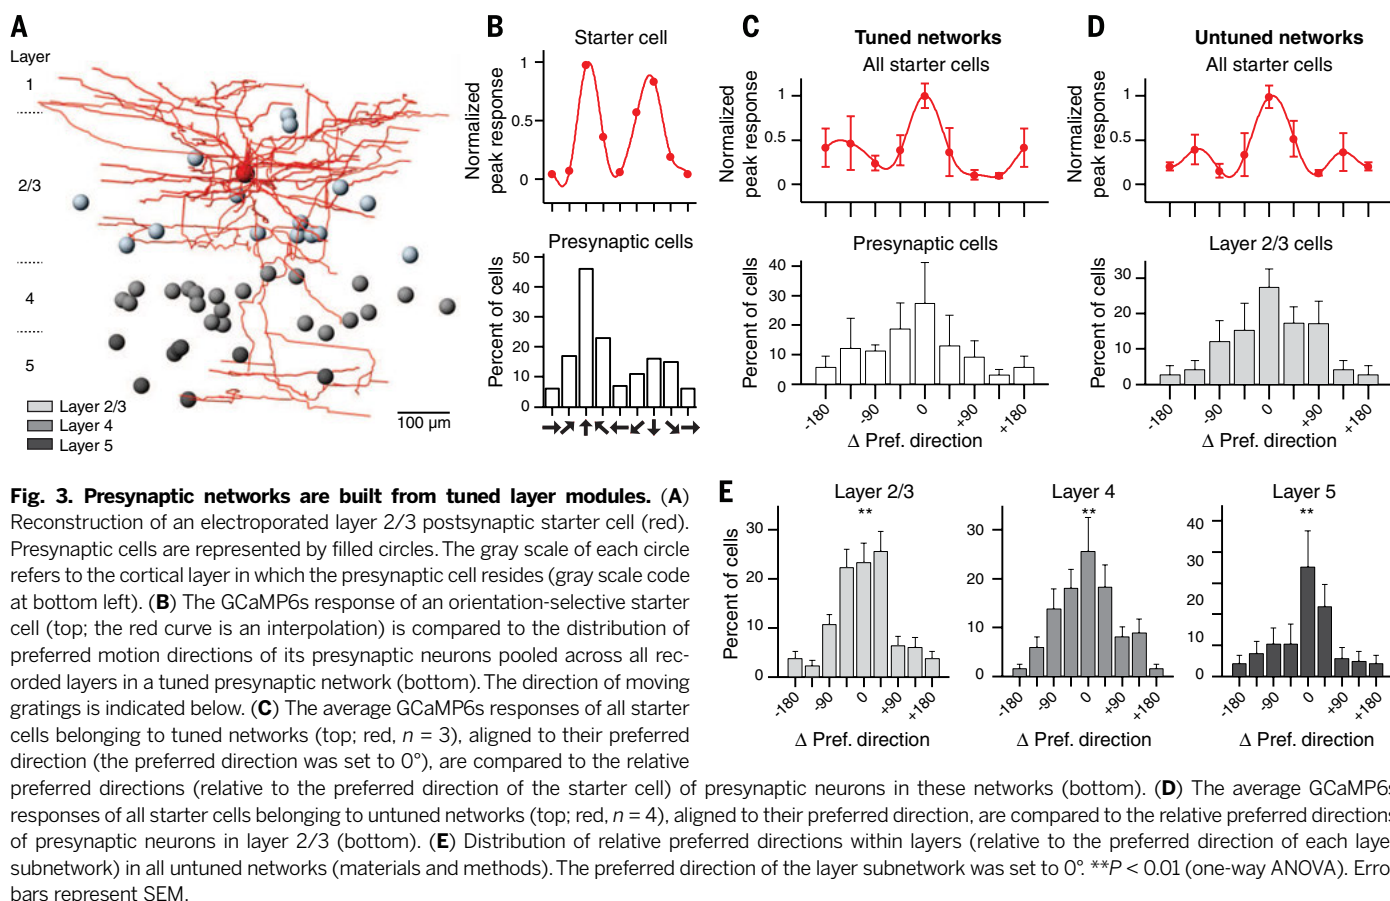 A
Layer
1
2/3
4
5
Layer 2/3
Layer 4
Layer 5
100 µm
B
Starter cell
Normalized
peak response
1
0.5
0
Presynaptic cells
Percent of cells
50
40
30
20
10
0
C
Tuned networks
All starter cells
Normalized
peak response
1
0.5
0
Presynaptic cells
Percent of cells
40
30
20
10
0
-180
-90
0
+90
+180
Δ Pref. direction
D
Untuned networks
All starter cells
Normalized
peak response
1
0.5
0
Layer 2/3 cells
Percent of cells
30
20
10
0
-180
-90
0
+90
+180
Δ Pref. direction
E
Layer 2/3
**
Percent of cells
30
20
10
0
-180
-90
0
+90
+180
Δ Pref. direction
Layer 4
**
30
20
10
0
-180
-90
0
+90
+180
Δ Pref. direction
Layer 5
**
40
30
20
30
10
0
-180
-90
0
+90
+180
Δ Pref. direction
Fig. 3. Presynaptic networks are built from tuned layer modules. (A)
Reconstruction of an electroporated layer 2/3 postsynaptic starter cell (red).
Presynaptic cells are represented by filled circles. The gray scale of each circle
refers to the cortical layer in which the presynaptic cell resides (gray scale code
at bottom left). (B) The GCaMP6s response of an orientation-selective starter
cell (top; the red curve is an interpolation) is compared to the distribution of
preferred motion directions of its presynaptic neurons pooled across all rec-
orded layers in a tuned presynaptic network (bottom). The direction of moving
gratings is indicated below. (C) The average GCaMP6s responses of all starter
cells belonging to tuned networks (top; red, n = 3), aligned to their preferred
direction (the preferred direction was set to 0°), are compared to the relative
preferred directions (relative to the preferred direction of the starter cell) of presynaptic neurons in these networks (bottom). (D) The average GCaMP6s
responses of all starter cells belonging to untuned networks (top; red, n = 4), aligned to their preferred direction, are compared to the relative preferred directions
of presynaptic neurons in layer 2/3 (bottom). (E) Distribution of relative preferred directions within layers (relative to the preferred direction of each laye
subnetwork) in all untuned networks (materials and methods). The preferred direction of the layer subnetwork was set to 0°. **P < 0.01 (one-way ANOVA). Erro
bars represent SEM.